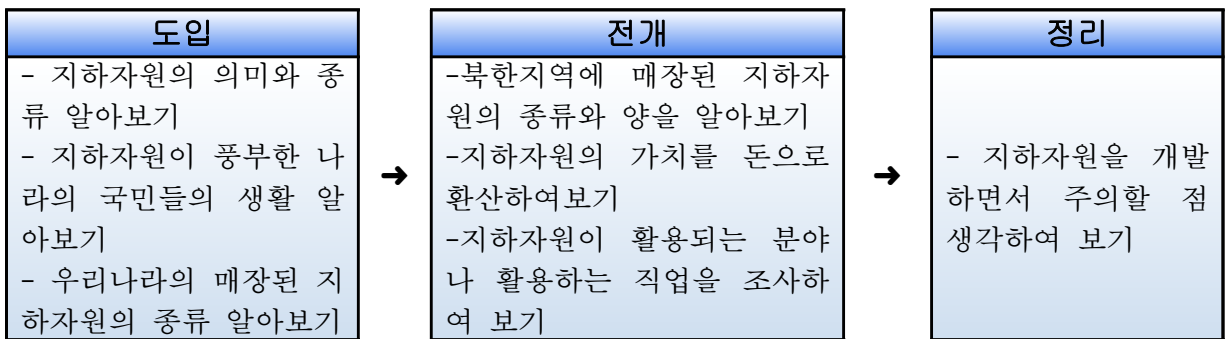 도입
- 지하자원의 의미와 종
류 알아보기
- 지하자원이 풍부한 나
라의 국민들의 생활 알
아보기
- 우리나라의 매장된 지
하자원의 종류 알아보기
➜
전개
-북한지역에 매장된 지하자
원의 종류와 양을 알아보기
-지하자원의 가치를 돈으로
환산하여보기
-지하자원이 활용되는 분야
나 활용하는 직업을 조사하
여 보기
➜
정리
- 지하자원을 개발
하면서 주의할 점
생각하여 보기